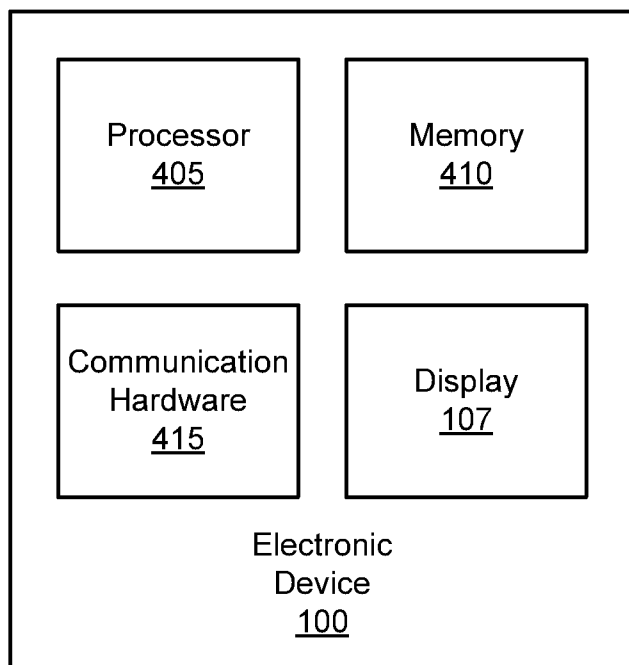 Processor
405
Memory
410
Communication
Hardware
415
Display
107
Electronic
Device
100